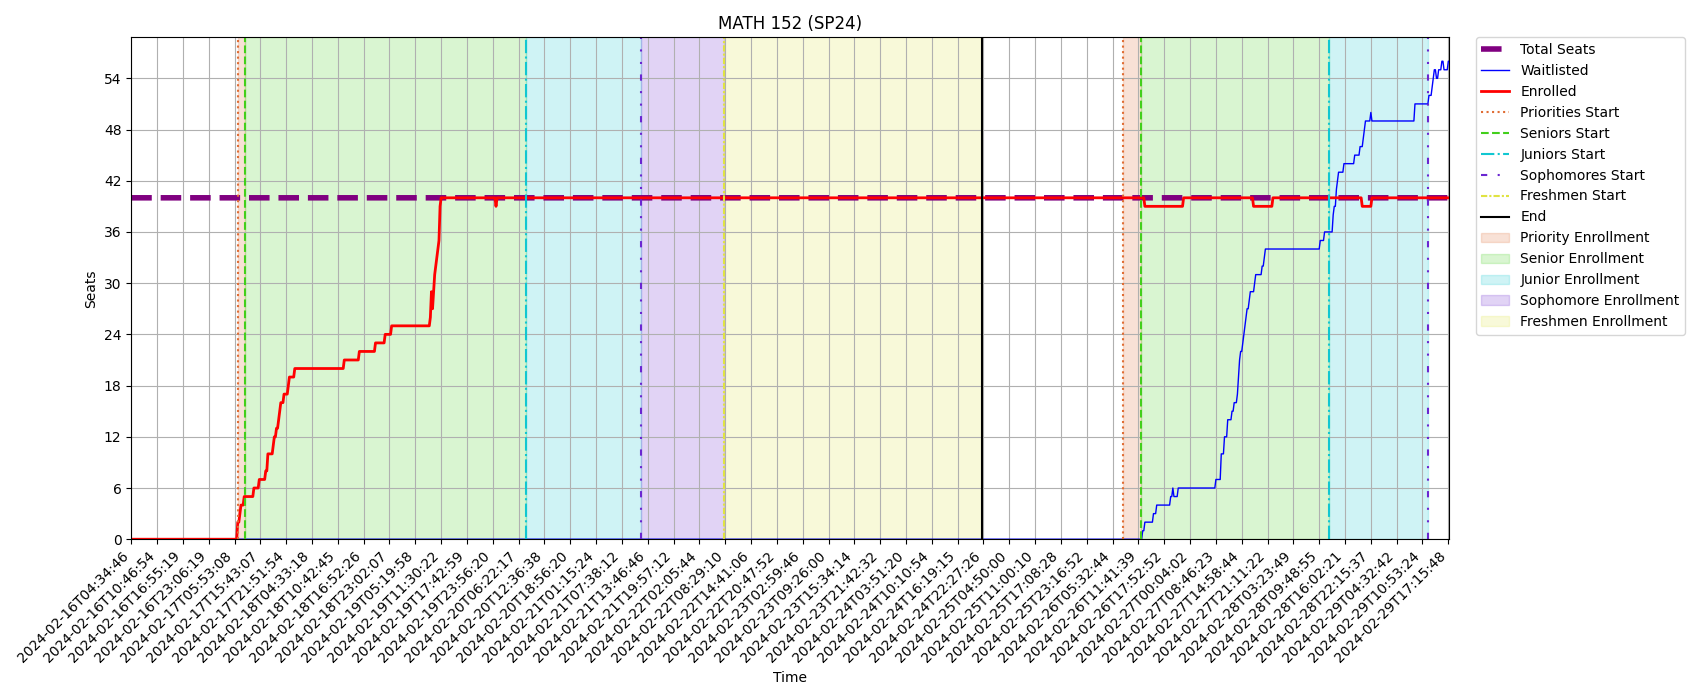 MATH 152 (SP24)
Seats
54
48
42
36
30
24
18
12
6
0
2024-02-16T04:34:46
2024-02-16T10:46:54
2024-02-16T16:55:19
2024-02-16T23:06:19
2024-02-17T05:53:08
2024-02-17T15:43:07
2024-02-17T21:51:54
2024-02-18T04:33:18
2024-02-18T10:42:45
2024-02-18T16:52:26
2024-02-18T23:02:07
2024-02-19T05:19:58
2024-02-19T11:30:22
2024-02-19T17:42:59
2024-02-19T23:56:20
2024-02-20T06:22:17
2024-02-20T12:36:38
2024-02-20T18:56:20
2024-02-21T01:15:24
2024-02-21T07:38:12
2024-02-21T13:46:46
2024-02-21T19:57:12
2024-02-22T02:05:44
2024-02-22T08:29:10
2024-02-22T14:41:06
2024-02-22T20:47:52
2024-02-23T02:59:46
2024-02-23T09:26:00
2024-02-23T15:34:14
2024-02-23T21:42:32
2024-02-24T03:51:20
2024-02-24T10:10:54
2024-02-24T16:19:15
2024-02-24T22:27:26
2024-02-25T04:50:00
2024-02-25T11:00:10
2024-02-25T17:08:28
2024-02-25T23:16:52
2024-02-26T05:32:44
2024-02-26T11:41:39
2024-02-26T17:52:52
2024-02-27T00:04:02
2024-02-27T08:46:23
2024-02-27T14:58:44
2024-02-27T21:11:22
2024-02-28T03:23:49
2024-02-28T09:48:55
2024-02-28T16:02:21
2024-02-28T22:15:37
2024-02-29T04:32:42
2024-02-29T10:53:24
2024-02-29T17:15:48
Time
Total Seats
Waitlisted
Enrolled
Priorities Start
Seniors Start
Juniors Start
Sophomores Start
Freshmen Start
End
Priority Enrollment
Senior Enrollment
Junior Enrollment
Sophomore Enrollment
Freshmen Enrollment